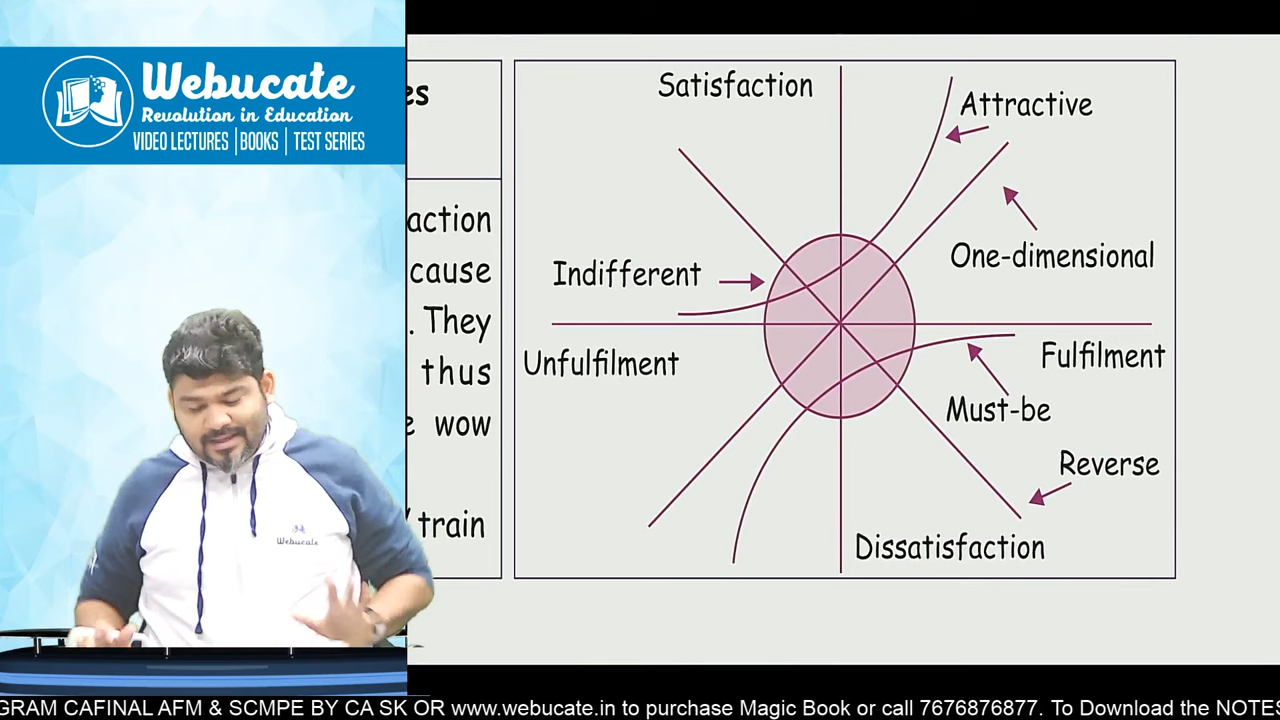 Webucate
Revolution in Education
VIDEO LECTURES | BOOKS | TEST SERIES
es
action
cause
. They
thus
e wow
train
Satisfaction
Attractive
One-dimensional
Indifferent
Unfulfilment
Fulfilment
Must-be
Reverse
Dissatisfaction
Webucate
GRAM CAFINAL AFM & SCMPE BY CA SK OR www.webucate.in to purchase Magic Book or call 7676876877. To Download the NOTES